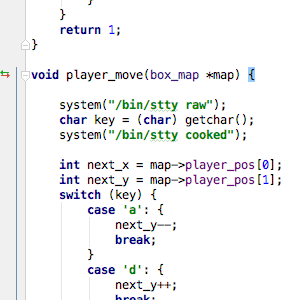 }
}
return 1;
}
void player_move(box_map *map) {
system("/bin/stty raw");
char key = (char) getchar();
system("/bin/stty cooked");
int next_x = map->player_pos[0];
int next_y = map->player_pos[1];
switch (key) {
case 'a': {
next_y--;
break;
}
case 'd': {
next_y++;
break;